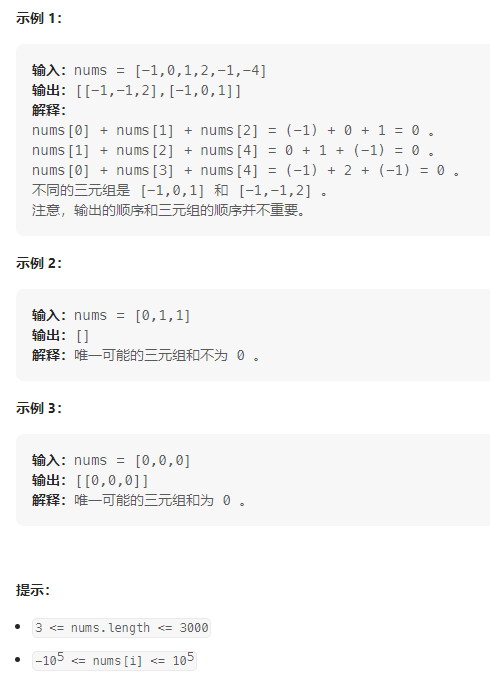 示例 1：
输入：nums = [-1,0,1,2,-1,-4]
输出：[[-1,-1,2],[-1,0,1]]
解释：
nums[0] + nums[1] + nums[2] = (-1) + 0 + 1 = 0 。
nums[1] + nums[2] + nums[4] = 0 + 1 + (-1) = 0 。
nums[0] + nums[3] + nums[4] = (-1) + 2 + (-1) = 0 。
不同的三元组是 [-1,0,1] 和 [-1,-1,2] 。
注意，输出的顺序和三元组的顺序并不重要。
示例 2：
输入：nums = [0,1,1]
输出：[]
解释：唯一可能的三元组和不为 0 。
示例 3：
输入：nums = [0,0,0]
输出：[[0,0,0]]
解释：唯一可能的三元组和为 0 。
提示：
• 3 <= nums.length <= 3000
• -10⁵ <= nums[i] <= 10⁵